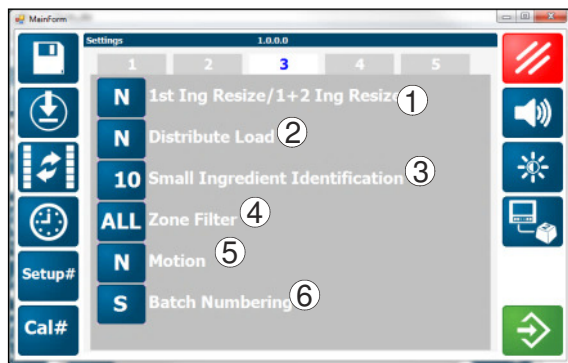 MainForm
Settings 1.0.0.0
1 2 3 4 5
N 1st Ing Resize/1+2 Ing Resize 1
N Distribute Load 2
10 Small Ingredient Identification 3
ALL Zone Filter 4
N Motion 5
S Batch Numbering 6
Setup#
Cal#